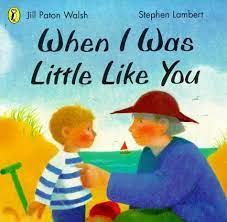 Jill Paton Walsh Stephen Lambert
When I Was
Little Like You